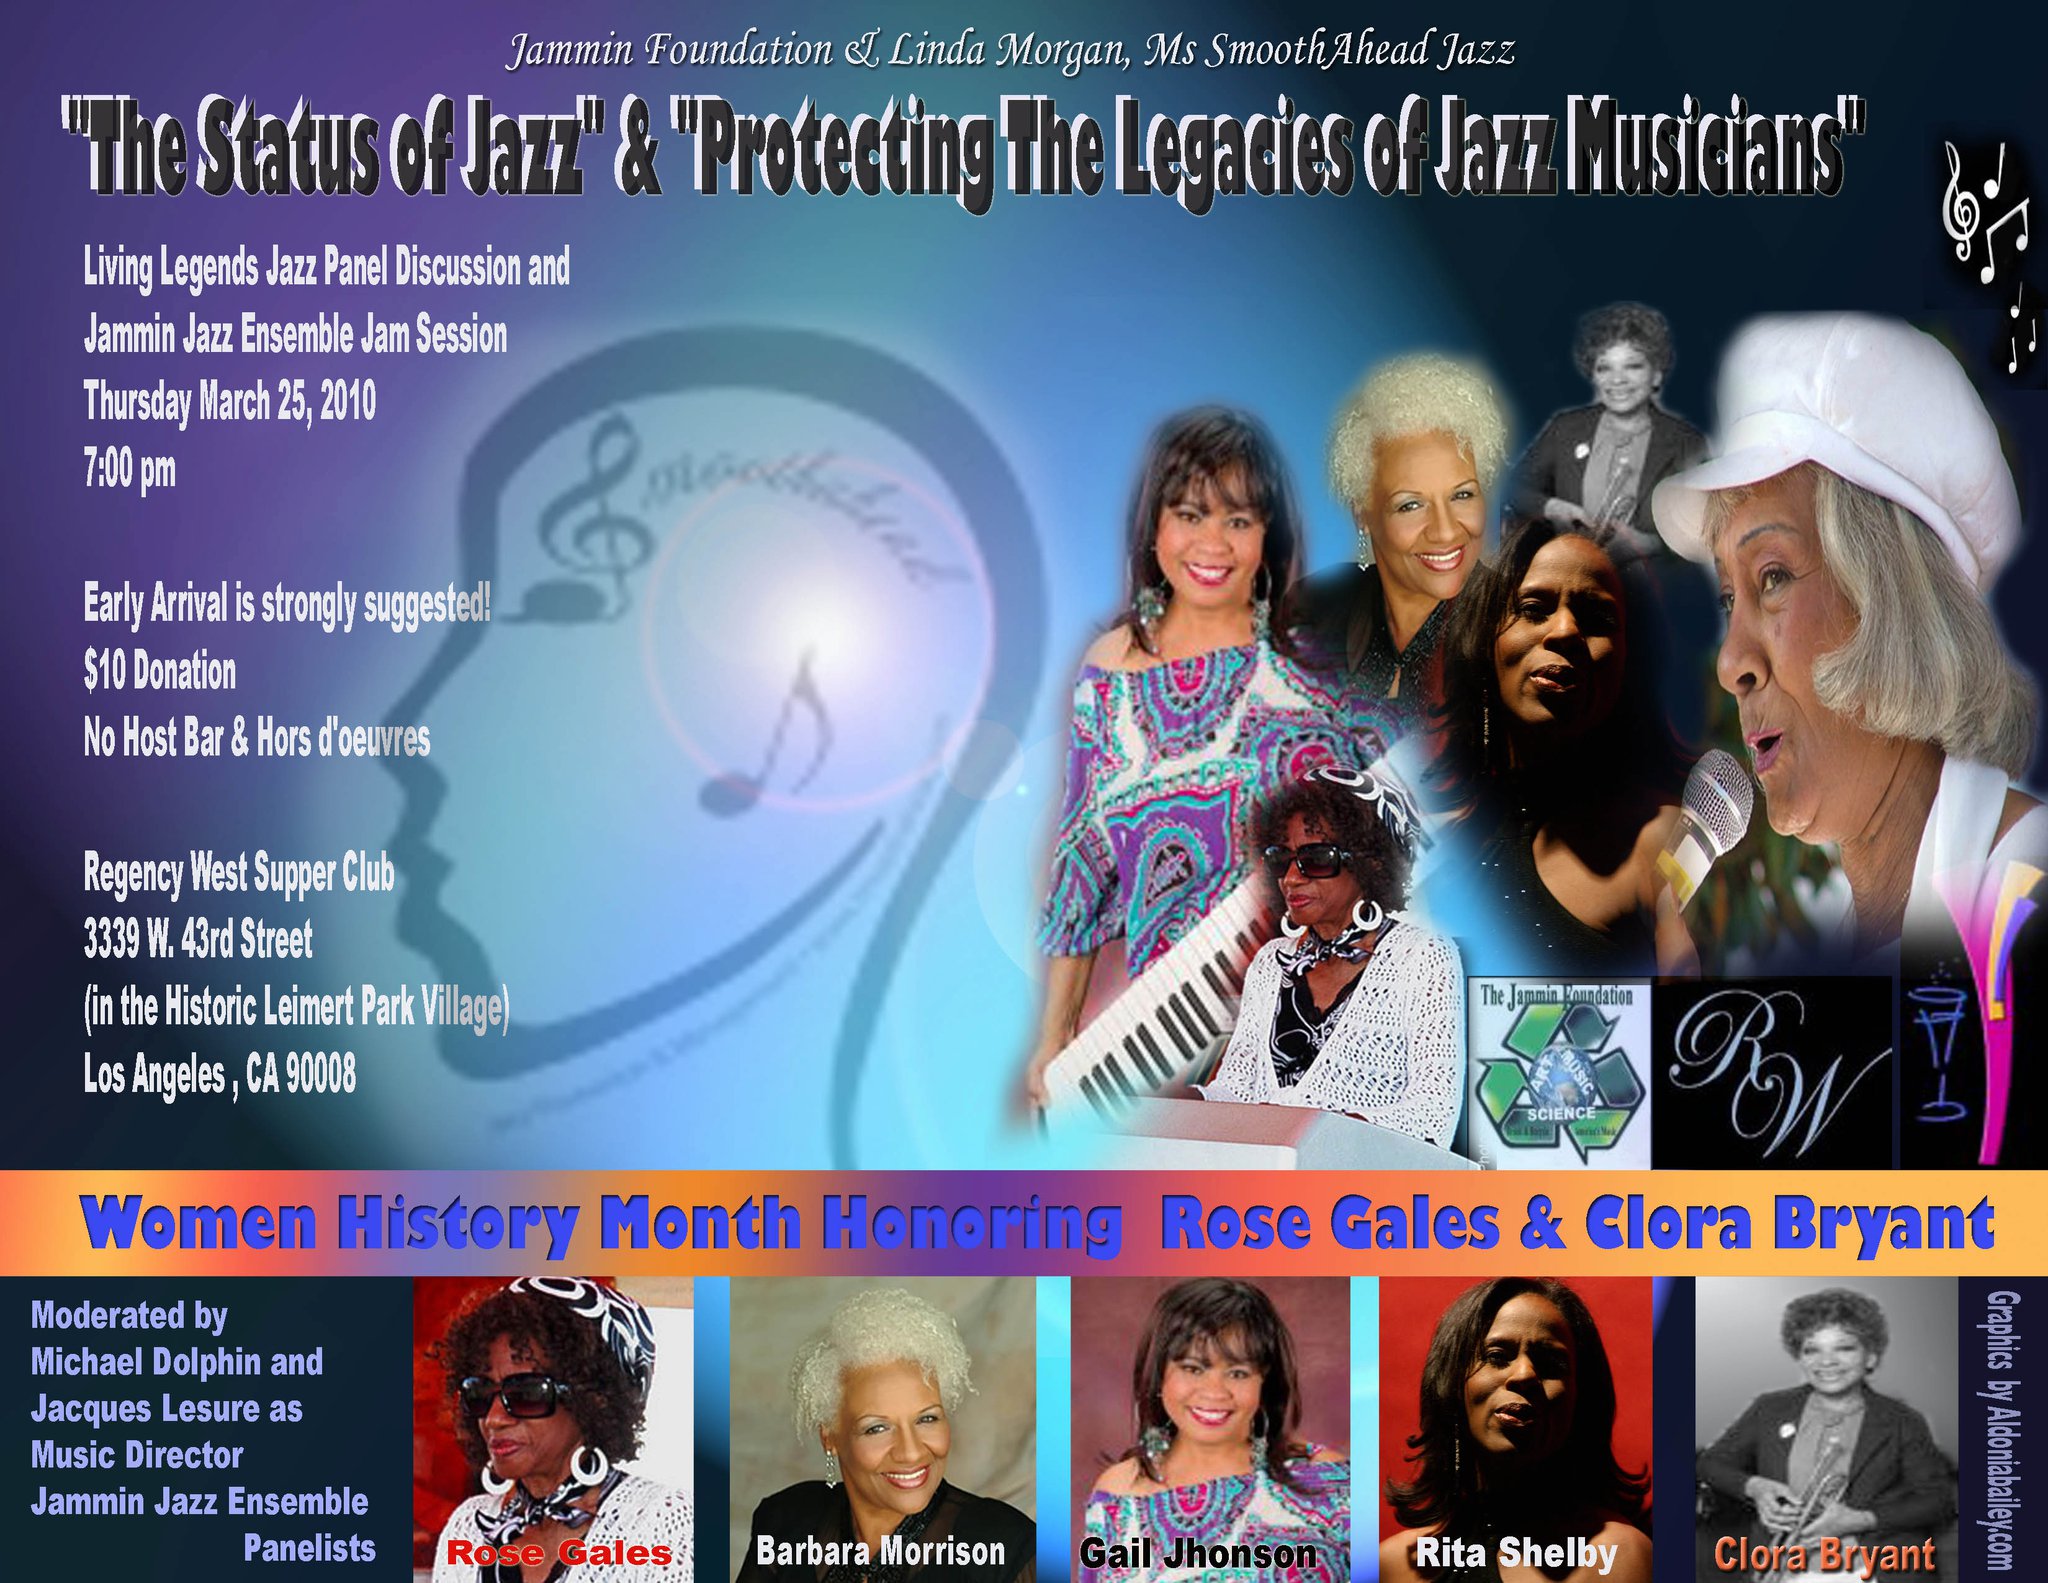 Jammin Foundation & Linda Morgan, Ms SmoothAhead Jazz
"The Status of Jazz" & "Protecting The Legacies of Jazz Musicians"
Living Legends Jazz Panel Discussion and
Jammin Jazz Ensemble Jam Session
Thursday March 25, 2010
7:00 pm
Early Arrival is strongly suggested!
$10 Donation
No Host Bar & Hors d'oeuvres
Regency West Supper Club
3339 W. 43rd Street
(in the Historic Leimert Park Village)
Los Angeles , CA 90008
Smoothahead
The Jammin Foundation
ART MUSIC
SCIENCE
America's Music
RW
Women History Month Honoring Rose Gales & Clora Bryant
Moderated by
Michael Dolphin and
Jacques Lesure as
Music Director
Jammin Jazz Ensemble
Panelists
Rose Gales
Barbara Morrison
Gail Jhonson
Rita Shelby
Clora Bryant
Graphics by Aldoniabailey.com